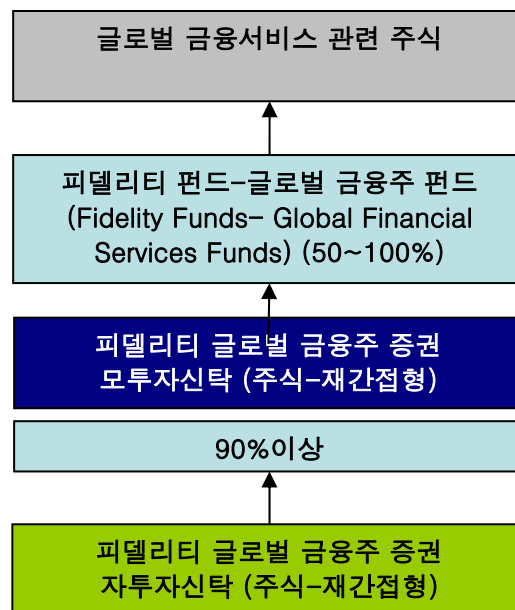 글로벌 금융서비스 관련 주식
피델리티 펀드-글로벌 금융주 펀드
(Fidelity Funds- Global Financial
Services Funds) (50~100%)
피델리티 글로벌 금융주 증권
모투자신탁 (주식-재간접형)
90%이상
피델리티 글로벌 금융주 증권
자투자신탁 (주식-재간접형)